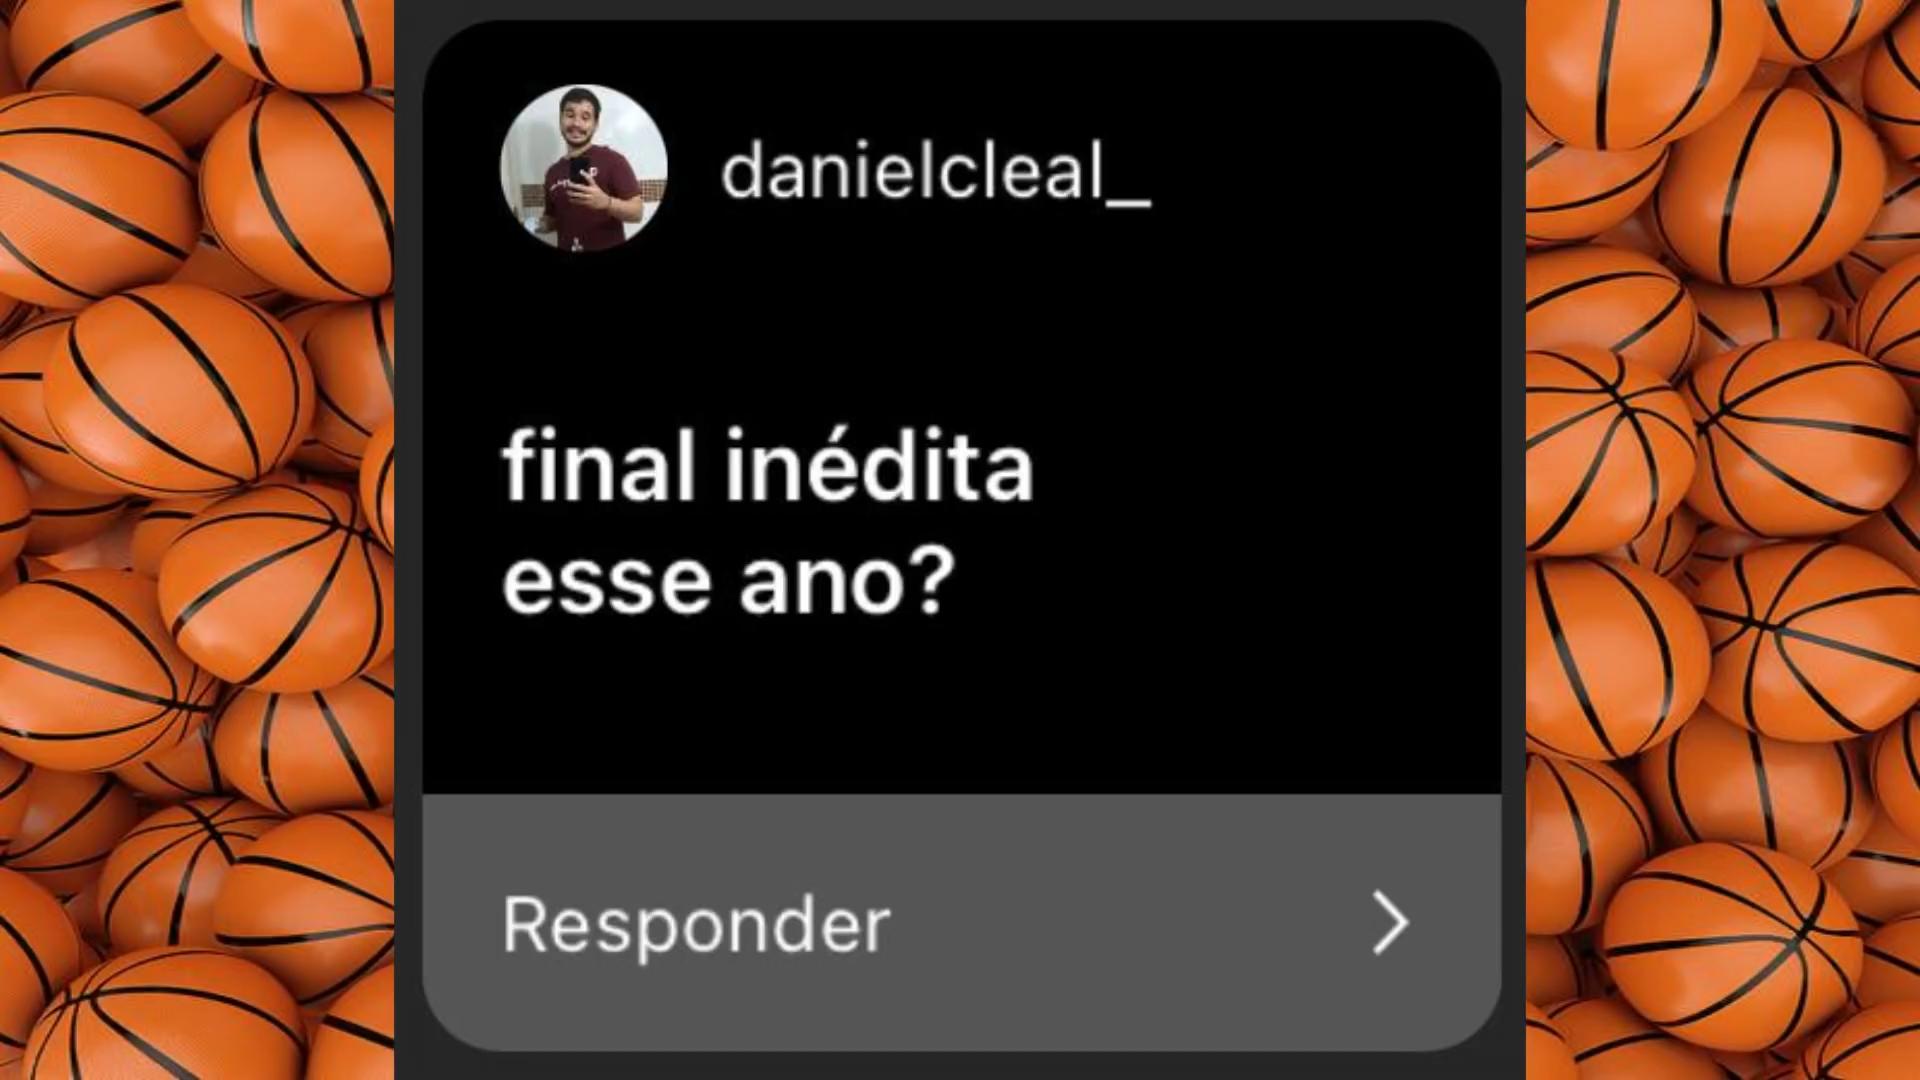 danielcleal_
final inédita
esse ano?
Responder